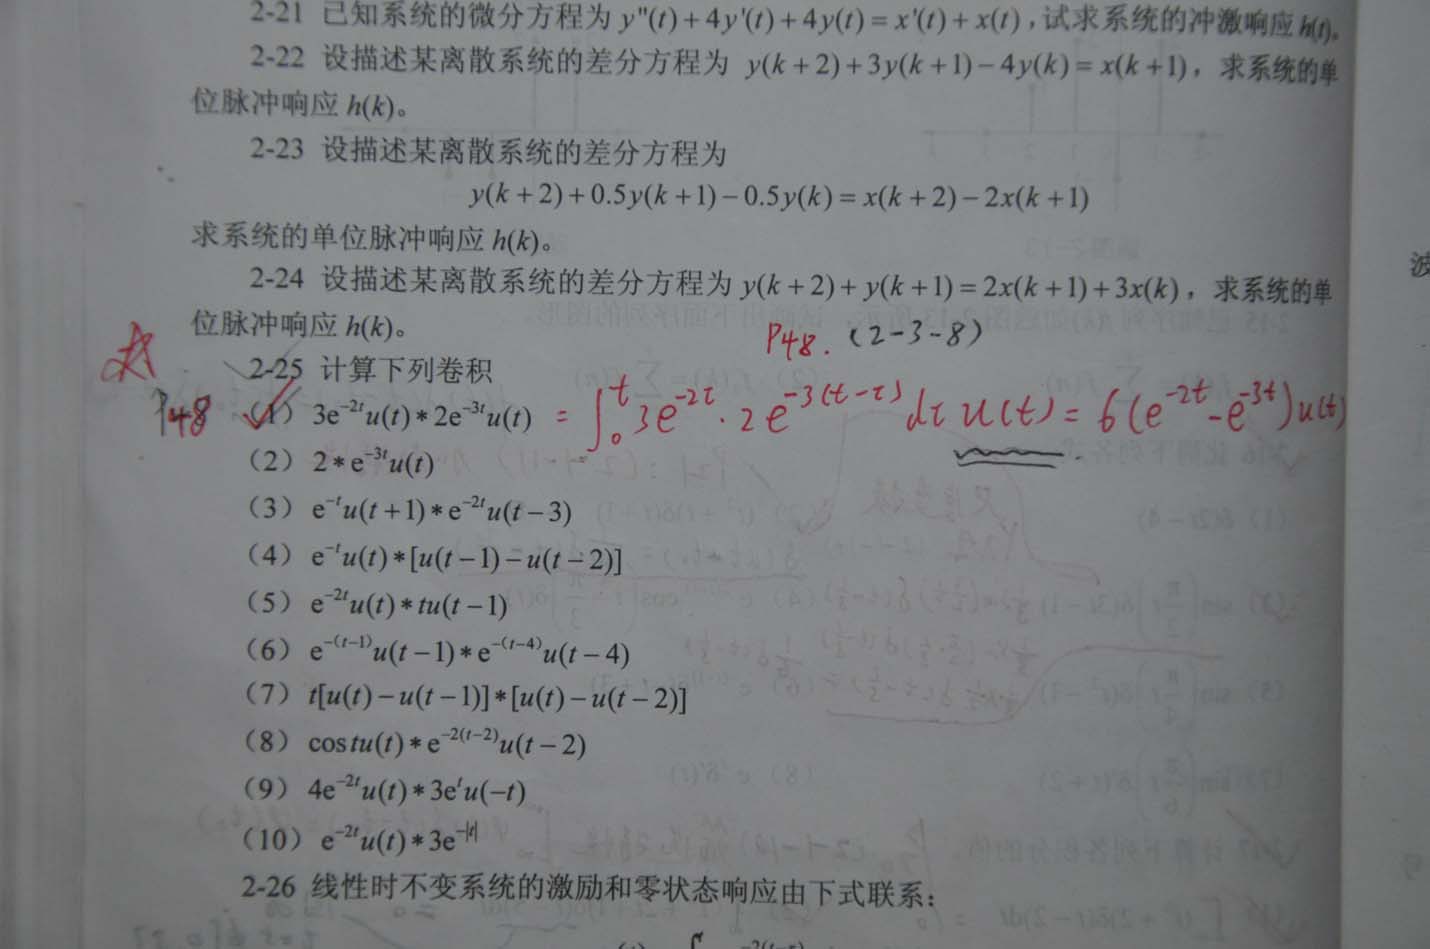 2-21 已知系统的微分方程为 y"(t)+4y'(t)+4y(t)=x'(t)+x(t)，试求系统的冲激响应 h(t)。
2-22 设描述某离散系统的差分方程为 y(k+2)+3y(k+1)-4y(k)=x(k+1)，求系统的单
位脉冲响应 h(k)。
2-23 设描述某离散系统的差分方程为
y(k+2)+0.5y(k+1)-0.5y(k)=x(k+2)-2x(k+1)
求系统的单位脉冲响应 h(k)。
2-24 设描述某离散系统的差分方程为 y(k+2)+y(k+1)=2x(k+1)+3x(k)，求系统的单
位脉冲响应 h(k)。
P48. (2-3-8)
2-25 计算下列卷积
P48 (1) 3e^{-2t}u(t)*2e^{-3t}u(t) = ∫_0^t 3e^{-2τ}·2e^{-3(t-τ)}dτ u(t) = 6(e^{-2t}-e^{-3t})u(t)
(2) 2*e^{-3t}u(t)
(3) e^{-t}u(t+1)*e^{-2t}u(t-3)
(4) e^{-t}u(t)*[u(t-1)-u(t-2)]
(5) e^{-2t}u(t)*tu(t-1)
(6) e^{-(t-1)}u(t-1)*e^{-(t-4)}u(t-4)
(7) t[u(t)-u(t-1)]*[u(t)-u(t-2)]
(8) costu(t)*e^{-2(t-2)}u(t-2)
(9) 4e^{-2t}u(t)*3e^{t}u(-t)
(10) e^{-2t}u(t)*3e^{-|t|}
2-26 线性时不变系统的激励和零状态响应由下式联系：
波